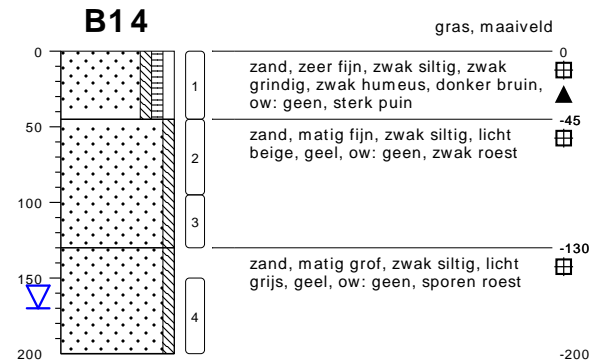 B14
gras, maaiveld
0
0
zand, zeer fijn, zwak siltig, zwak
grindig, zwak humeus, donker bruin,
ow: geen, sterk puin
1
-45
50
zand, matig fijn, zwak siltig, licht
beige, geel, ow: geen, zwak roest
2
100
3
-130
zand, matig grof, zwak siltig, licht
grijs, geel, ow: geen, sporen roest
150
4
200
-200